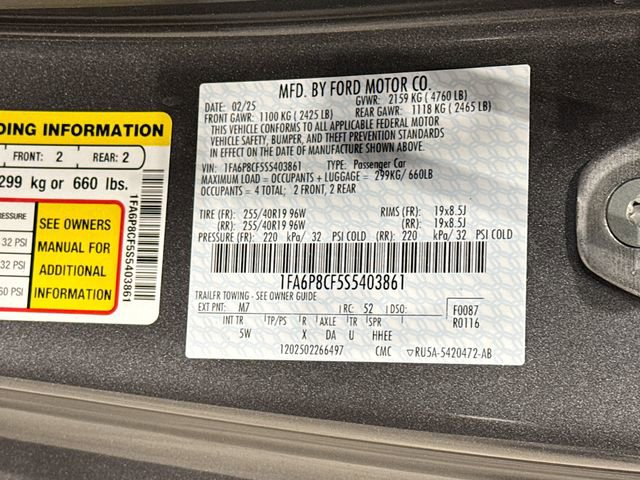 DING INFORMATION
FRONT: 2 REAR: 2
299 kg or 660 lbs.
PRESSURE
32 PSI
32 PSI
60 PSI
SEE OWNERS
MANUAL FOR
ADDITIONAL
INFORMATION
1FA6P8CF5S5403861
MFD. BY FORD MOTOR CO.
DATE: 02/25 GVWR: 2159 KG ( 4760 LB)
FRONT GAWR: 1100 KG ( 2425 LB) REAR GAWR: 1118 KG ( 2465 LB)
THIS VEHICLE CONFORMS TO ALL APPLICABLE FEDERAL MOTOR
VEHICLE SAFETY, BUMPER, AND THEFT PREVENTION STANDARDS
IN EFFECT ON THE DATE OF MANUFACTURE SHOWN ABOVE.
VIN: 1FA6P8CF5S5403861 TYPE: Passenger Car
MAXIMUM LOAD = OCCUPANTS + LUGGAGE = 299KG/ 660LB
OCCUPANTS = 4 TOTAL; 2 FRONT, 2 REAR
TIRE (FR): 255/40R19 96W RIMS (FR): 19x8.5J
(RR): 255/40R19 96W (RR): 19x8.5J
PRESSURE (FR): 220 kPa/ 32 PSI COLD (RR): 220 kPa/ 32 PSI COLD
1FA6P8CF5S5403861
TRAILER TOWING - SEE OWNER GUIDE
EXT PNT: M7 RC: 52 DSO: F0087
R0116
INT TR TP/PS R AXLE TR SPR
5W X DA U HHEE
1202502266497 CMC ▽RU5A-5420472-AB